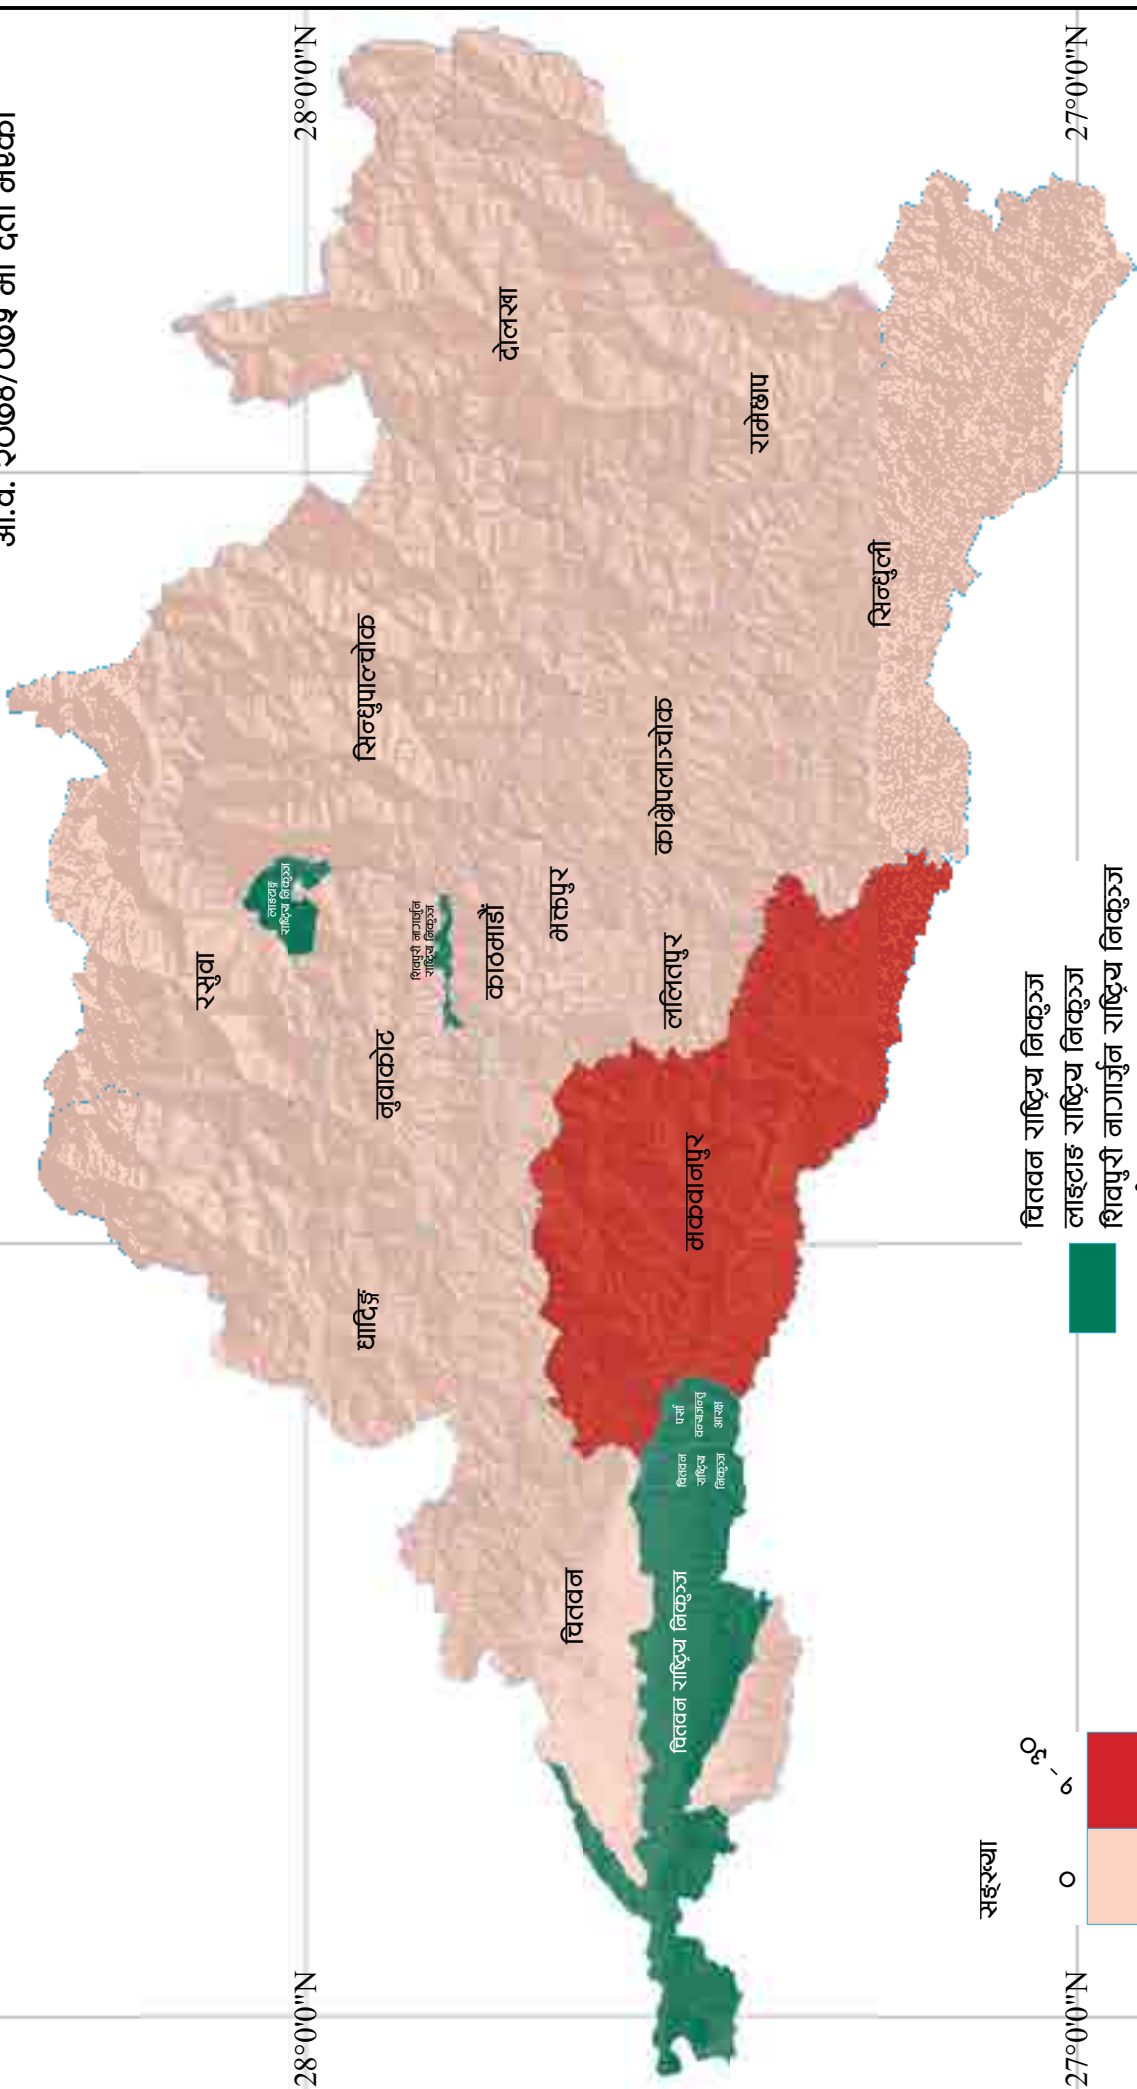 आ.व. २०७४/०७५ मा दर्ता भएका
28°0'0"N
28°0'0"N
27°0'0"N
27°0'0"N
रसुवा
लाङटाङ
राष्ट्रिय निकुञ्ज
सिन्धुपाल्चोक
दोलखा
नुवाकोट
धादिङ्ग
शिवपुरी नागार्जुन
राष्ट्रिय निकुञ्ज
काठमाडौं
भक्तपुर
ललितपुर
काभ्रेपलाञ्चोक
रामेछाप
सिन्धुली
चितवन
मकवानपुर
चितवन राष्ट्रिय निकुञ्ज
चितवन
राष्ट्रिय
निकुञ्ज
पर्सा
वन्यजन्तु
आरक्ष
सङ्ख्या
०
१ - ३०
चितवन राष्ट्रिय निकुञ्ज
लाङ्टाङ राष्ट्रिय निकुञ्ज
शिवपुरी नागार्जुन राष्ट्रिय निकुञ्ज